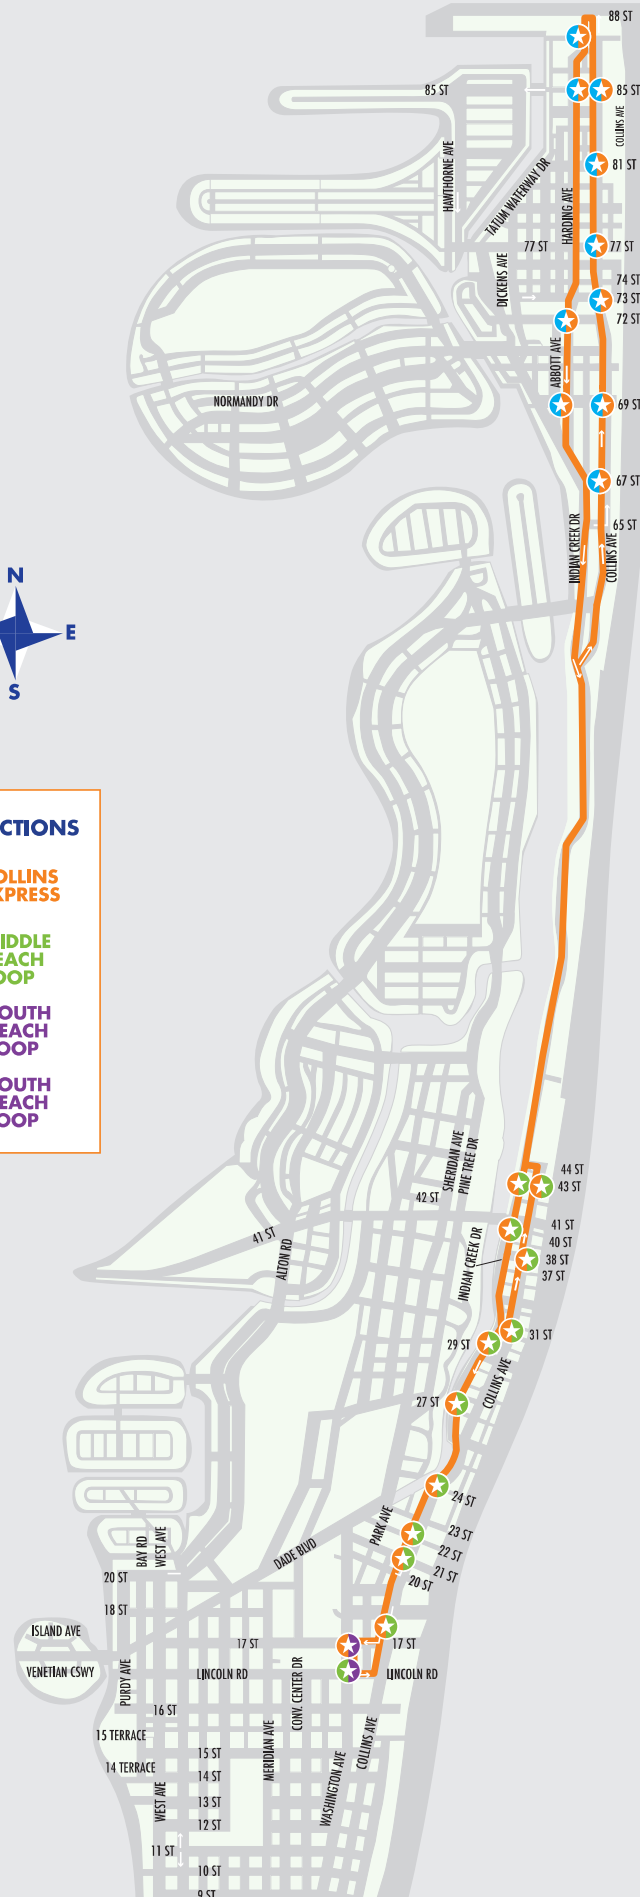 88 ST
85 ST
85 ST
COLLINS AVE
HAWTHORNE AVE
TATUM WATERWAY DR
HARDING AVE
81 ST
77 ST
77 ST
DICKENS AVE
74 ST
73 ST
72 ST
ABBOTT AVE
NORMANDY DR
69 ST
67 ST
65 ST
INDIAN CREEK DR
COLLINS AVE
N
E
S
CTIONS
OLLINS
XPRESS
IDDLE
EACH
OOP
OUTH
EACH
OOP
OUTH
EACH
OOP
SHERIDAN AVE
PINE TREE DR
44 ST
43 ST
42 ST
41 ST
41 ST
40 ST
38 ST
37 ST
ALTON RD
INDIAN CREEK DR
31 ST
29 ST
COLLINS AVE
27 ST
24 ST
PARK AVE
23 ST
22 ST
21 ST
20 ST
DADE BLVD
BAY RD
WEST AVE
20 ST
18 ST
ISLAND AVE
VENETIAN CSWY
17 ST
17 ST
PURDY AVE
LINCOLN RD
LINCOLN RD
CONV. CENTER DR
16 ST
15 TERRACE
MERIDIAN AVE
COLLINS AVE
15 ST
14 TERRACE
14 ST
WASHINGTON AVE
WEST AVE
13 ST
12 ST
11 ST
10 ST
9 ST